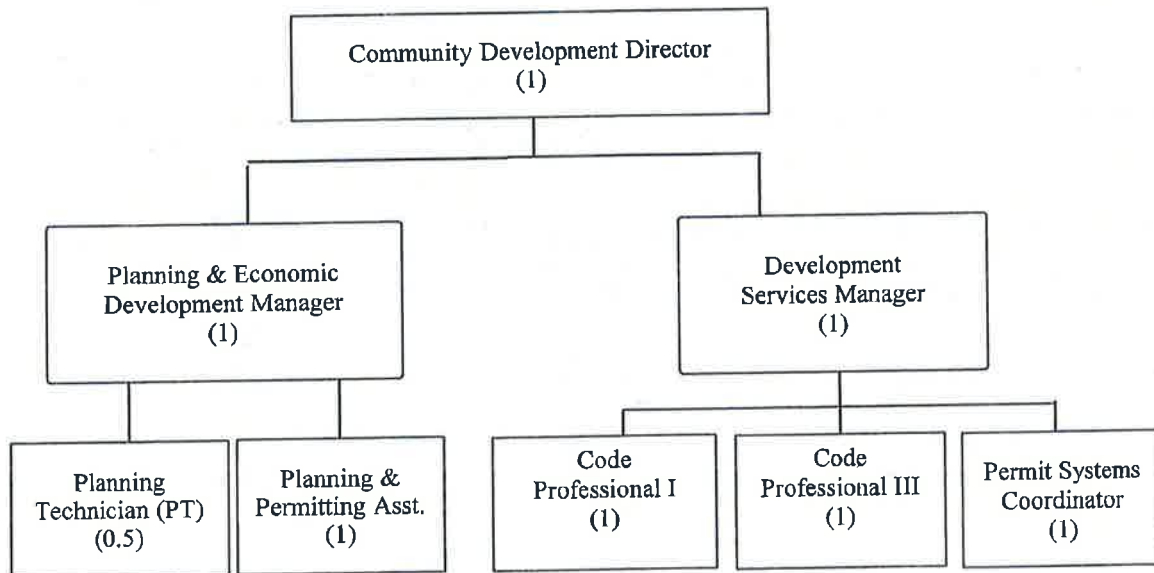 Community Development Director
(1)
Planning & Economic
Development Manager
(1)
Development
Services Manager
(1)
Planning
Technician (PT)
(0.5)
Planning &
Permitting Asst.
(1)
Code
Professional I
(1)
Code
Professional III
(1)
Permit Systems
Coordinator
(1)